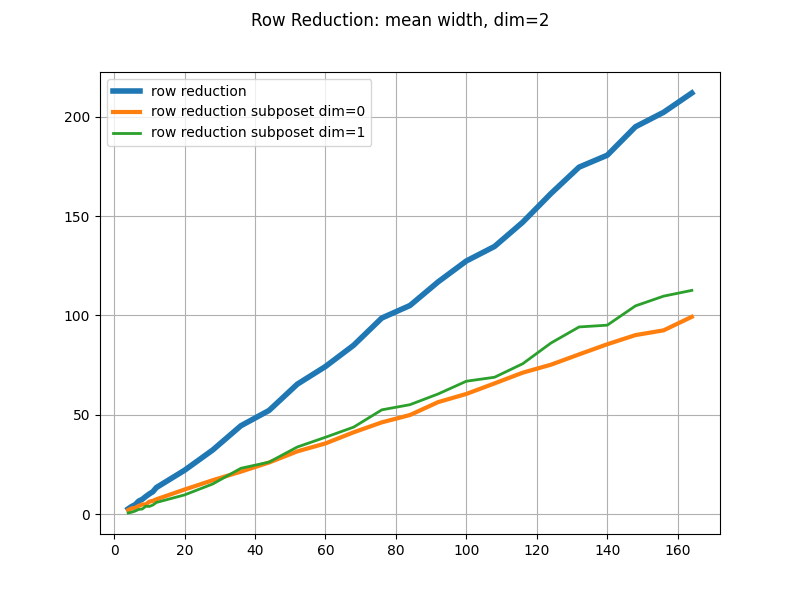 Row Reduction: mean width, dim=2
row reduction
row reduction subposet dim=0
row reduction subposet dim=1
200
150
100
50
0
0 20 40 60 80 100 120 140 160